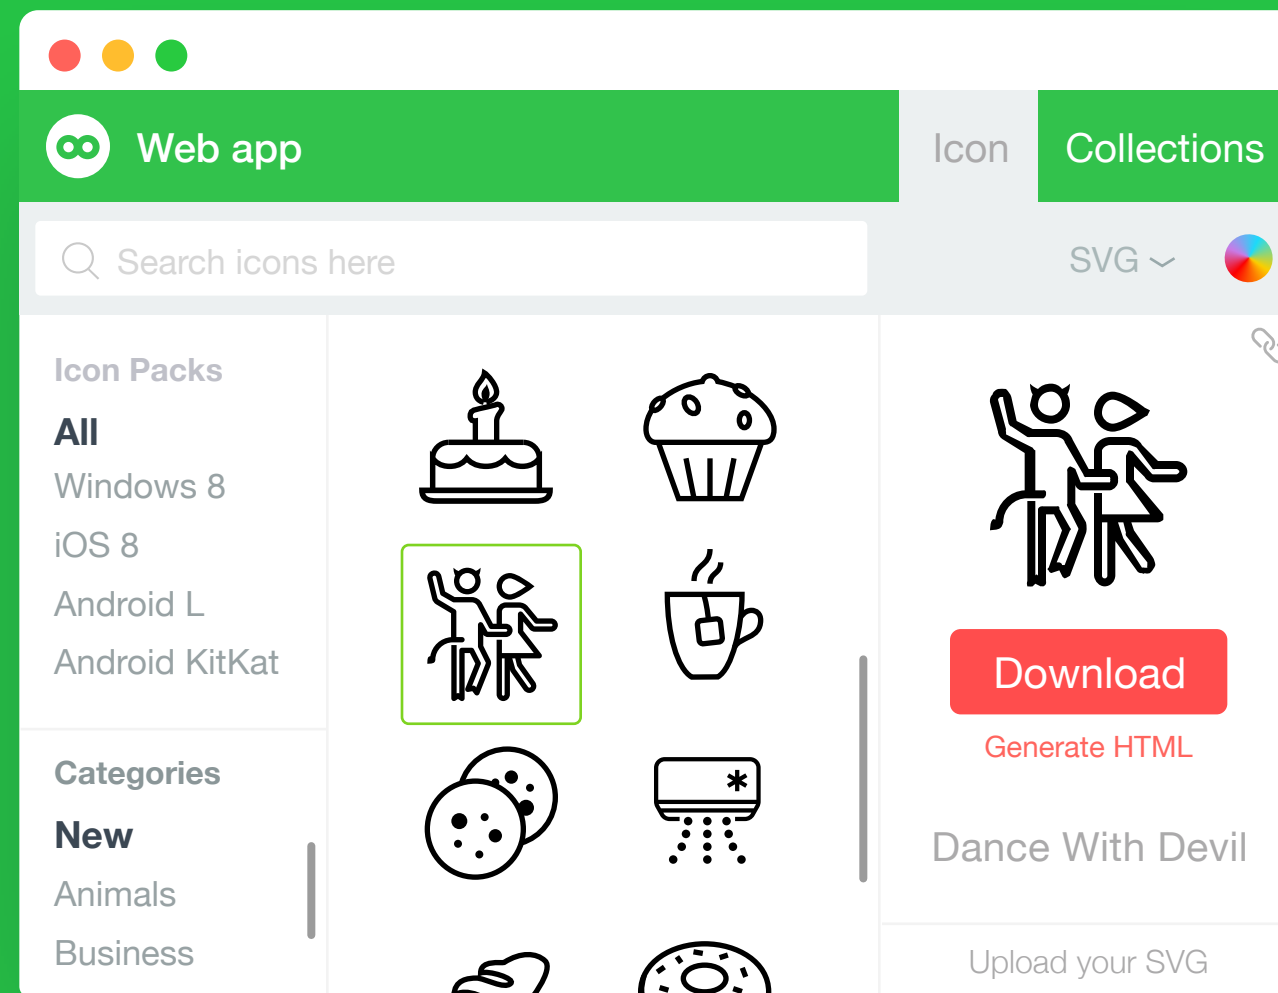 Web app
Icon
Collections
Search icons here
SVG
Icon Packs
All
Windows 8
iOS 8
Android L
Android KitKat
Categories
New
Animals
Business
Download
Generate HTML
Dance With Devil
Upload your SVG